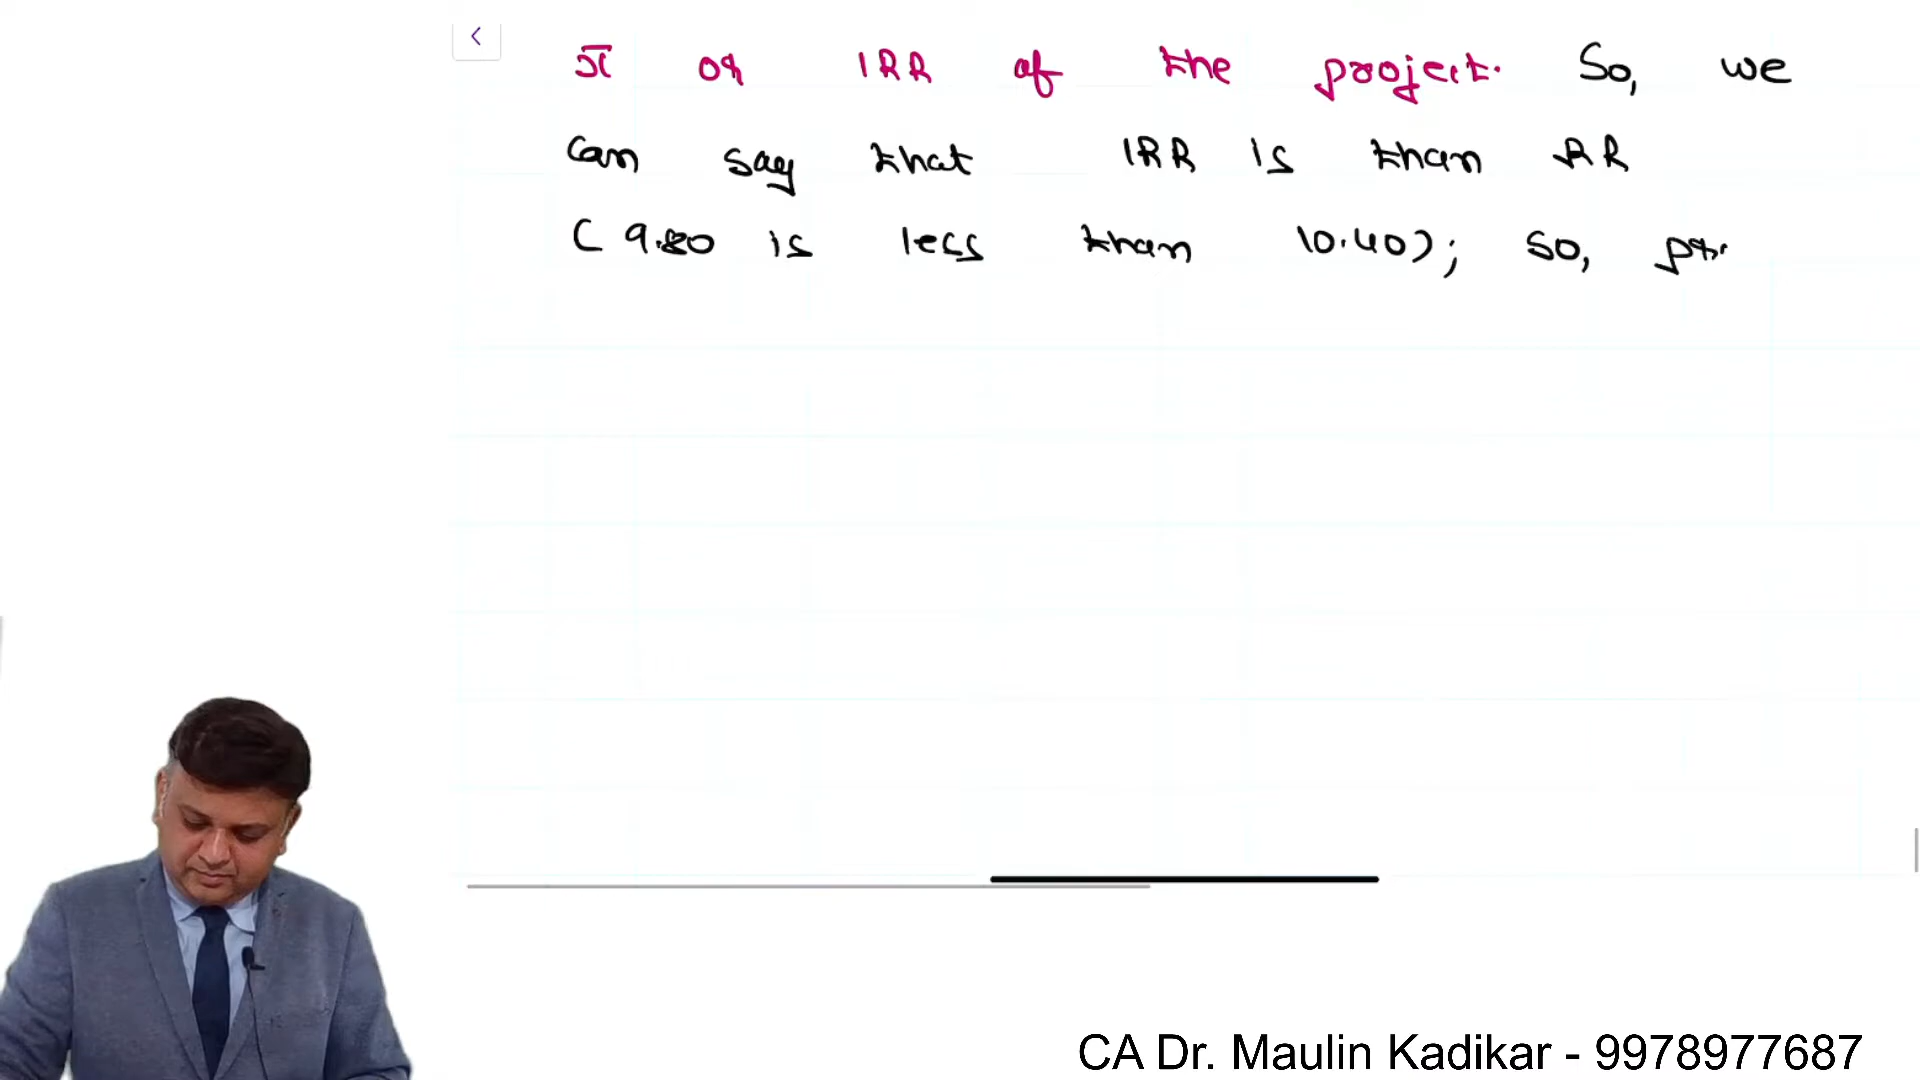 or IRR of the project. So, we
can say that IRR is than RR
( 9.80 is less than 10.40); so,
CA Dr. Maulin Kadikar - 9978977687